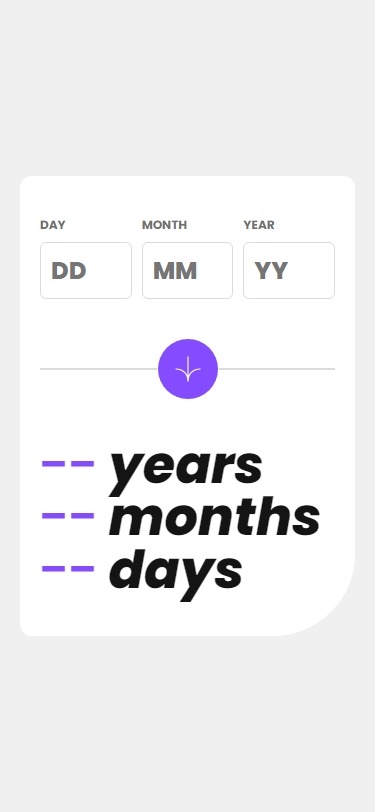 DAY MONTH YEAR
DD MM YY
-- years
-- months
-- days